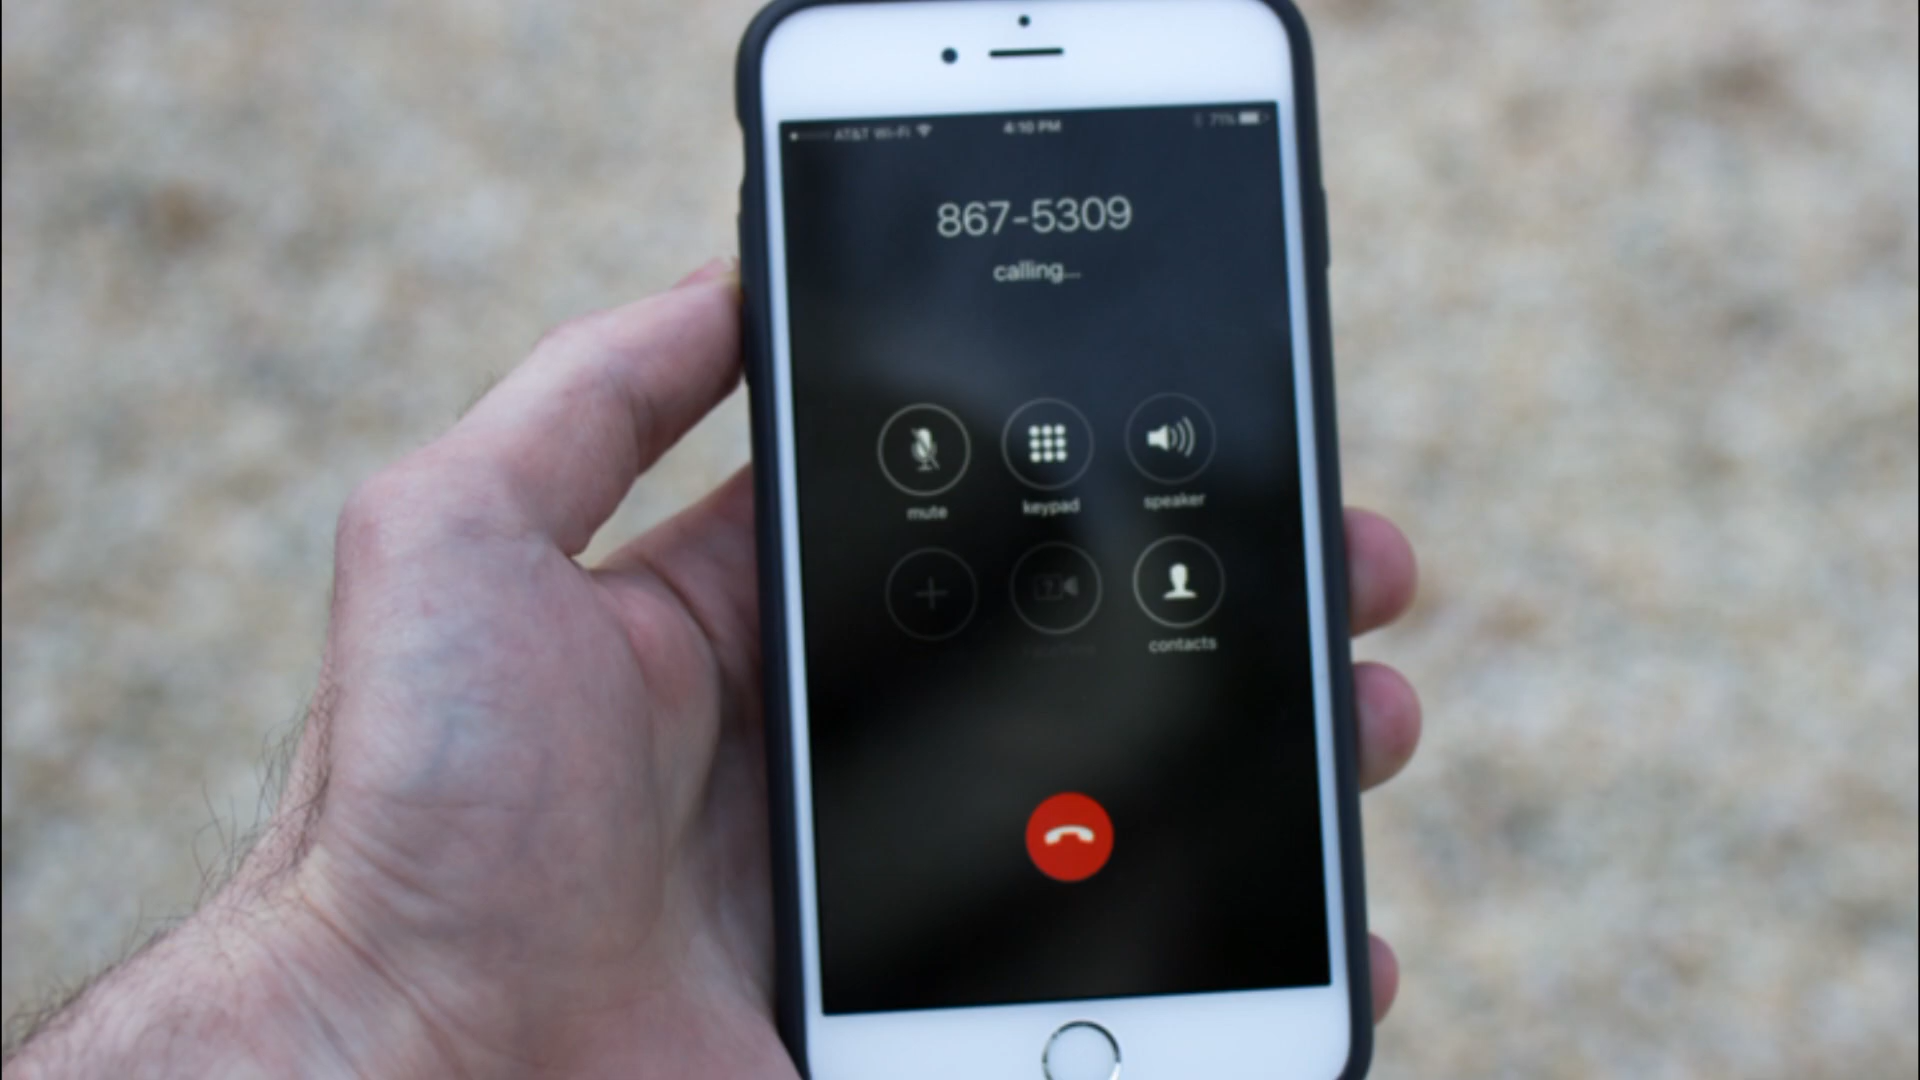 AT&T Wi-Fi 4:10 PM 71%
867-5309
calling...
mute keypad speaker
contacts